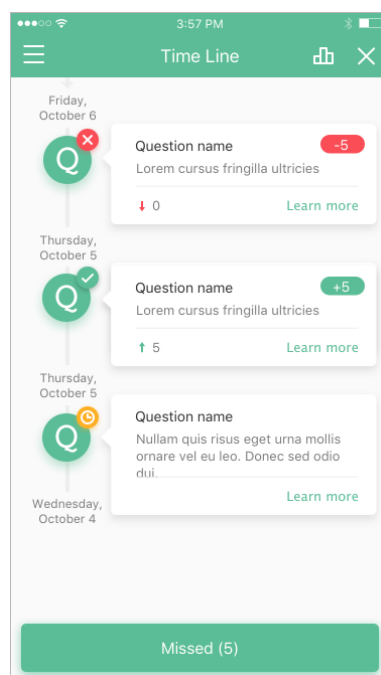 3:57 PM
Time Line
Friday,
October 6
Q
Question name
-5
Lorem cursus fringilla ultricies
0
Learn more
Thursday,
October 5
Q
Question name
+5
Lorem cursus fringilla ultricies
5
Learn more
Thursday,
October 5
Q
Question name
Nullam quis risus eget urna mollis
ornare vel eu leo. Donec sed odio
dui.
Learn more
Wednesday,
October 4
Missed (5)